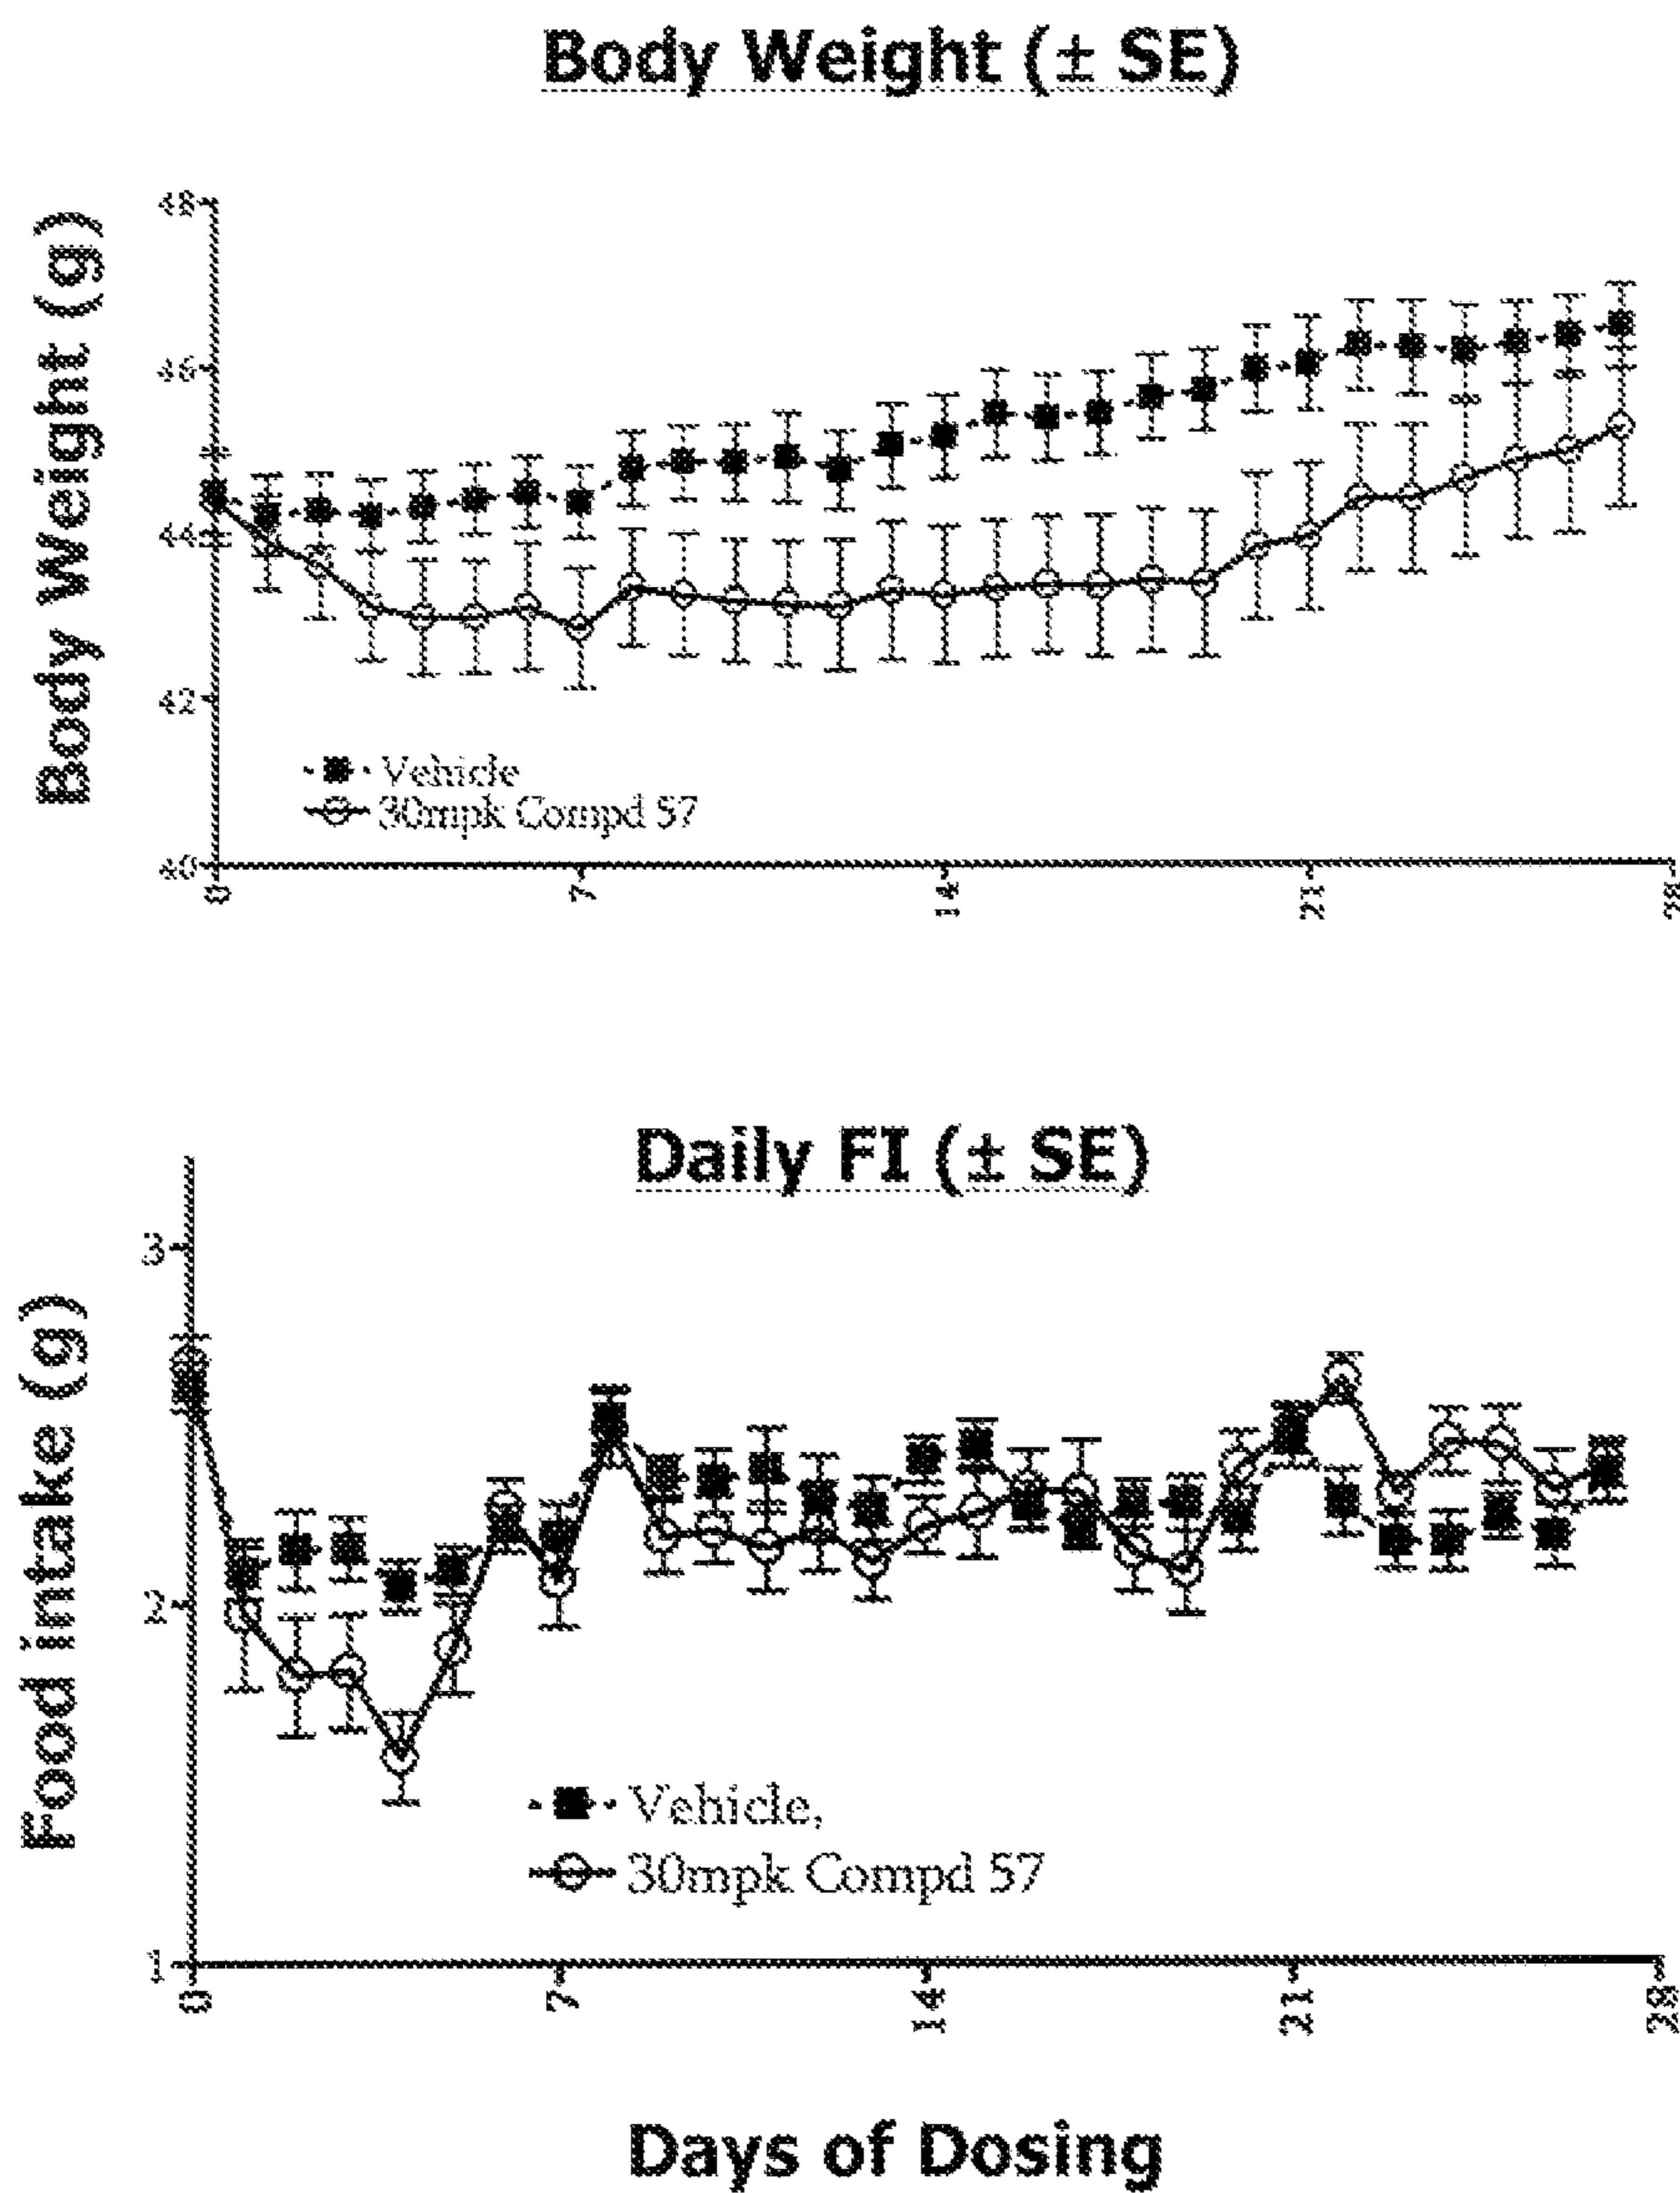 Body Weight (± SE)
Body Weight (g)
48
46
44
42
40
Vehicle
30mpk Compd 57
0
7
14
21
28
Daily FI (± SE)
Food intake (g)
3
2
1
Vehicle,
30mpk Compd 57
0
7
14
21
28
Days of Dosing